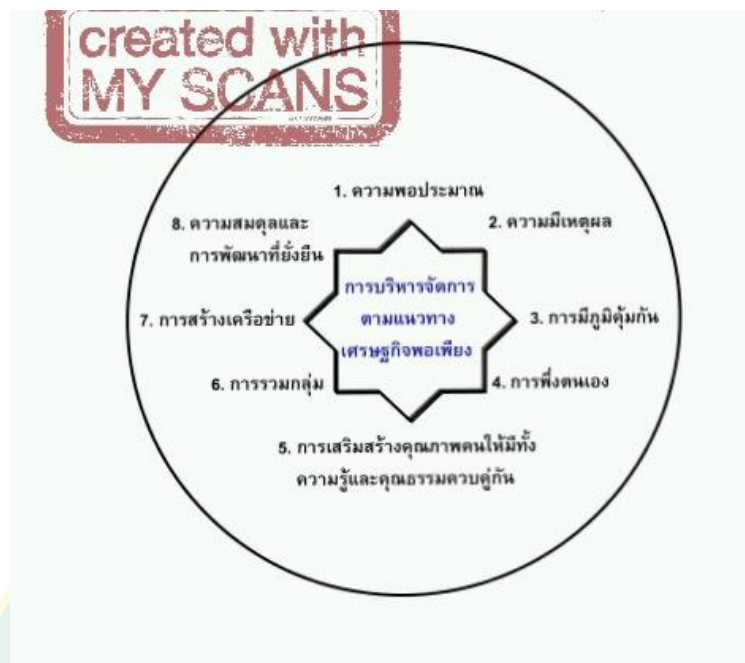 created with
MY SCANS
1. ความพอประมาณ
2. ความมีเหตุผล
3. การมีภูมิคุ้มกัน
4. การพึ่งตนเอง
5. การเสริมสร้างคุณภาพคนให้มีทั้ง
ความรู้และคุณธรรมควบคู่กัน
6. การรวมกลุ่ม
7. การสร้างเครือข่าย
8. ความสมดุลและ
การพัฒนาที่ยั่งยืน
การบริหารจัดการ
ตามแนวทาง
เศรษฐกิจพอเพียง